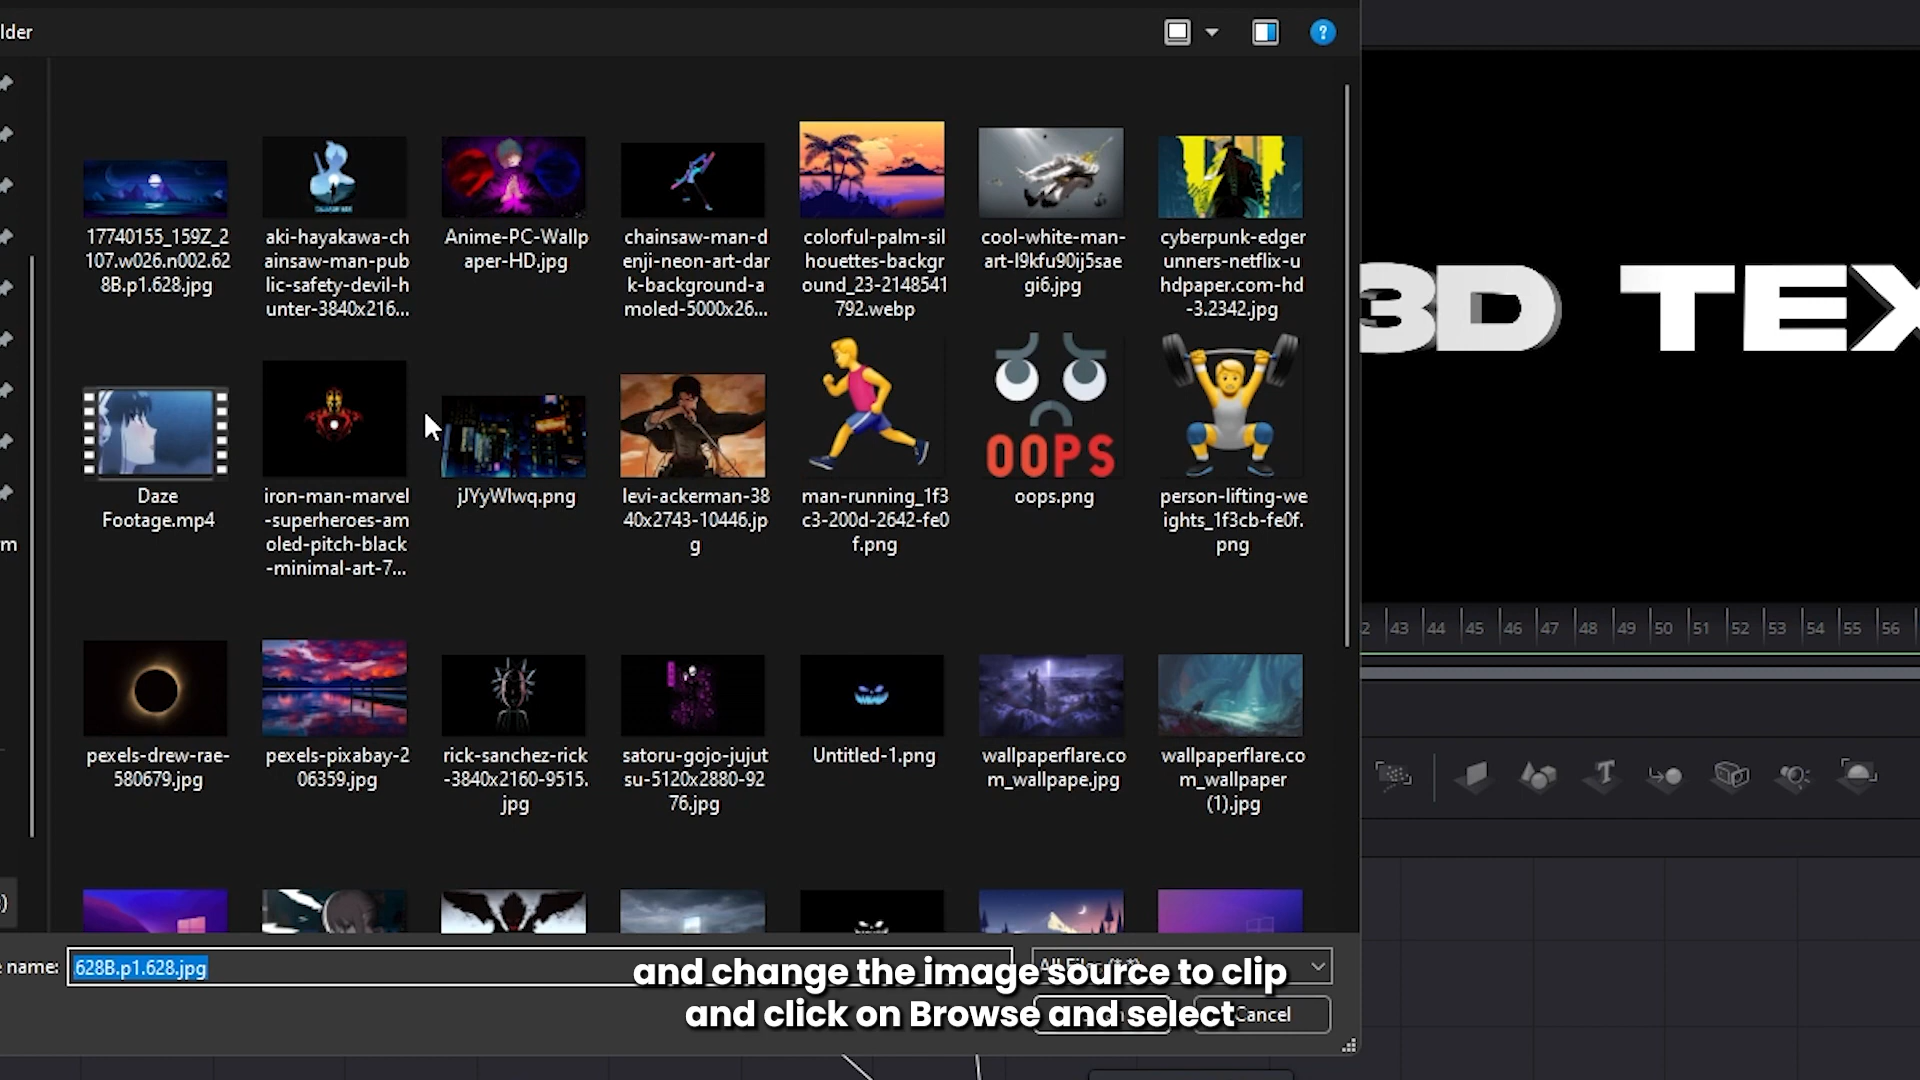 lder
17740155_159Z_2
107.w026.n002.62
8B.p1.628.jpg
aki-hayakawa-ch
ainsaw-man-pub
lic-safety-devil-h
unter-3840x216...
Anime-PC-Wallp
aper-HD.jpg
chainsaw-man-d
enji-neon-art-dar
k-background-a
moled-5000x26...
colorful-palm-sil
houettes-backgr
ound_23-2148541
792.webp
cool-white-man-
art-l9kfu90ij5sae
gi6.jpg
cyberpunk-edger
unners-netflix-u
hdpaper.com-hd
-3.2342.jpg
3D TEX
Daze
Footage.mp4
iron-man-marvel
-superheroes-am
oled-pitch-black
-minimal-art-7...
jJYyWlwq.png
levi-ackerman-38
40x2743-10446.jp
g
man-running_1f3
c3-200d-2642-fe0
f.png
OOPS
oops.png
person-lifting-we
ights_1f3cb-fe0f.
png
rm
2 43 44 45 46 47 48 49 50 51 52 53 54 55 56
pexels-drew-rae-
580679.jpg
pexels-pixabay-2
06359.jpg
rick-sanchez-rick
-3840x2160-9515.
jpg
satoru-gojo-jujut
su-5120x2880-92
76.jpg
Untitled-1.png
wallpaperflare.co
m_wallpape.jpg
wallpaperflare.co
m_wallpaper
(1).jpg
)
e name:
628B.p1.628.jpg
All Files (*.*)
and change the image source to clip
and click on Browse and select
Cancel